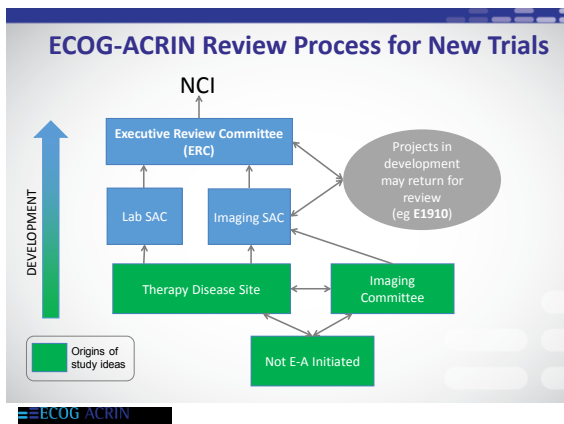 ECOG-ACRIN Review Process for New Trials
NCI
Executive Review Committee
(ERC)
Projects in
development
may return for
review
(eg E1910)
Lab SAC
Imaging SAC
DEVELOPMENT
Therapy Disease Site
Imaging
Committee
Not E-A Initiated
Origins of
study ideas
ECOG ACRIN